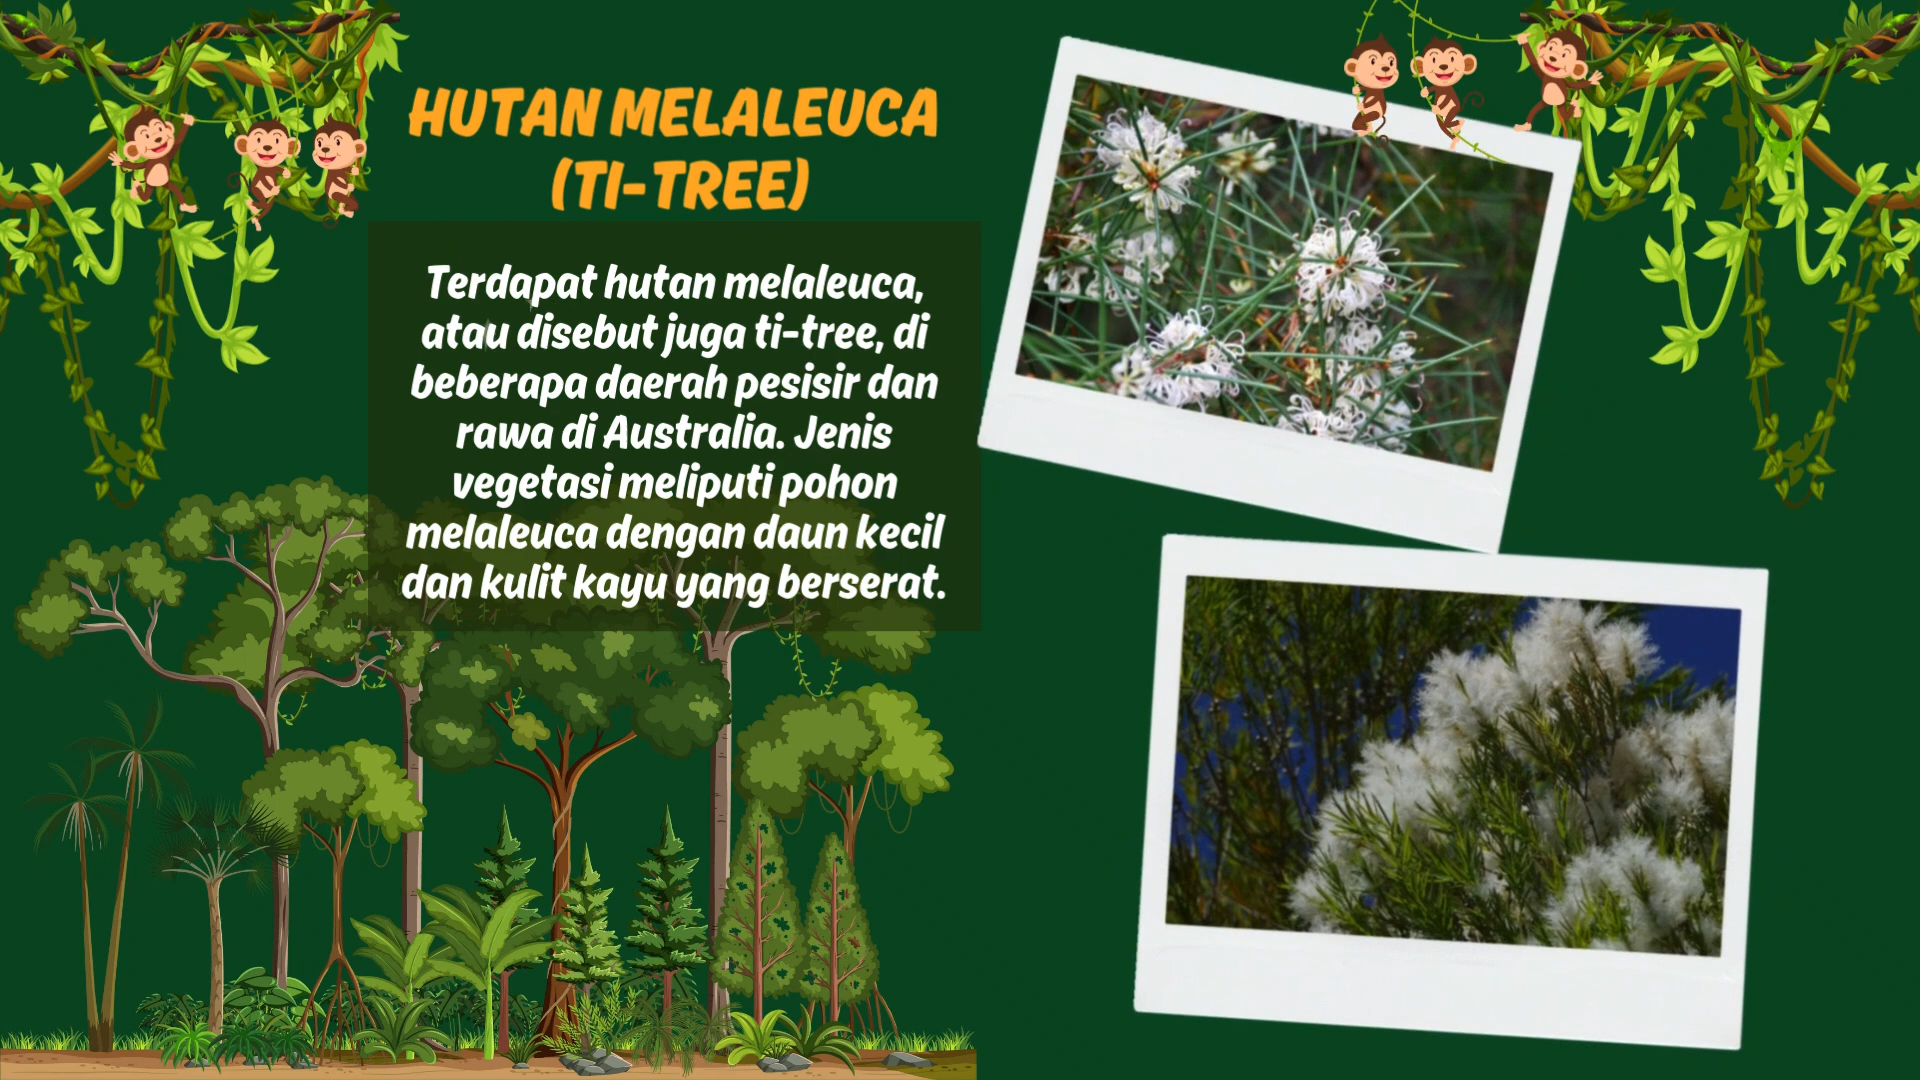 HUTAN MELALEUCA
(TI-TREE)
Terdapat hutan melaleuca,
atau disebut juga ti-tree, di
beberapa daerah pesisir dan
rawa di Australia. Jenis
vegetasi meliputi pohon
melaleuca dengan daun kecil
dan kulit kayu yang berserat.